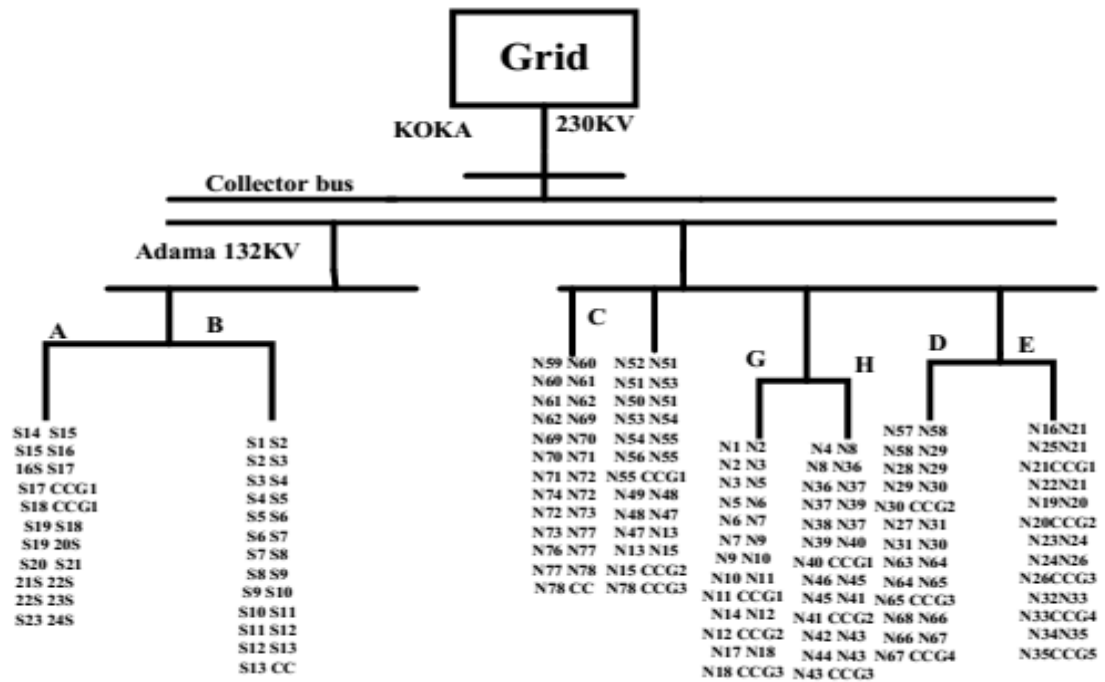 Grid
KOKA
230KV
Collector bus
Adama 132KV
A
B
S14 S15
S15 S16
16S S17
S17 CCG1
S18 CCG1
S19 S18
S19 20S
S20 S21
21S 22S
22S 23S
S23 24S
S1 S2
S2 S3
S3 S4
S4 S5
S5 S6
S6 S7
S7 S8
S8 S9
S9 S10
S10 S11
S11 S12
S12 S13
S13 CC
C
N59 N60
N60 N61
N61 N62
N62 N69
N69 N70
N70 N71
N71 N72
N74 N72
N72 N73
N73 N77
N76 N77
N77 N78
N78 CC
N52 N51
N51 N53
N50 N51
N53 N54
N54 N55
N56 N55
N55 CCG1
N49 N48
N48 N47
N47 N13
N13 N15
N15 CCG2
N78 CCG3
G
H
N1 N2
N2 N3
N3 N5
N5 N6
N6 N7
N7 N9
N9 N10
N10 N11
N11 CCG1
N14 N12
N12 CCG2
N17 N18
N18 CCG3
N4 N8
N8 N36
N36 N37
N37 N39
N38 N37
N39 N40
N40 CCG1
N46 N45
N45 N41
N41 CCG2
N42 N43
N44 N43
N43 CCG3
D
E
N57 N58
N58 N29
N28 N29
N29 N30
N30 CCG2
N27 N31
N31 N30
N63 N64
N64 N65
N65 CCG3
N68 N66
N66 N67
N67 CCG4
N16N21
N25N21
N21CCG1
N22N21
N19N20
N20CCG2
N23N24
N24N26
N26CCG3
N32N33
N33CCG4
N34N35
N35CCG5